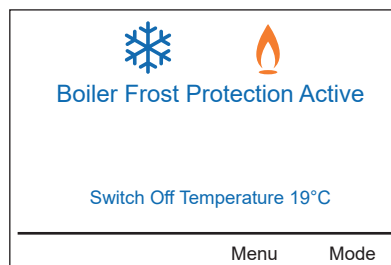 Boiler Frost Protection Active
Switch Off Temperature 19°C
Menu Mode